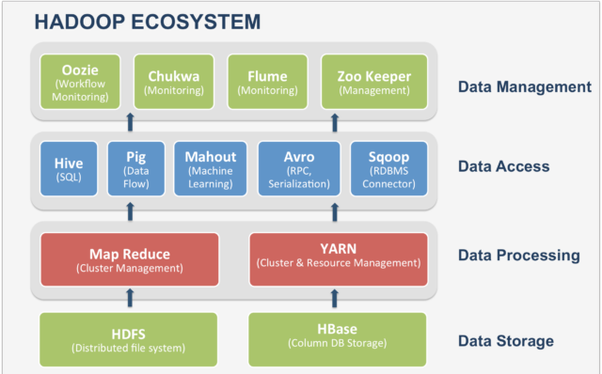 HADOOP ECOSYSTEM
Oozie
(Workflow
Monitoring)
Chukwa
(Monitoring)
Flume
(Monitoring)
Zoo Keeper
(Management)
Data Management
Hive
(SQL)
Pig
(Data
Flow)
Mahout
(Machine
Learning)
Avro
(RPC,
Serialization)
Sqoop
(RDBMS
Connector)
Data Access
Map Reduce
(Cluster Management)
YARN
(Cluster & Resource Management)
Data Processing
HDFS
(Distributed file system)
HBase
(Column DB Storage)
Data Storage